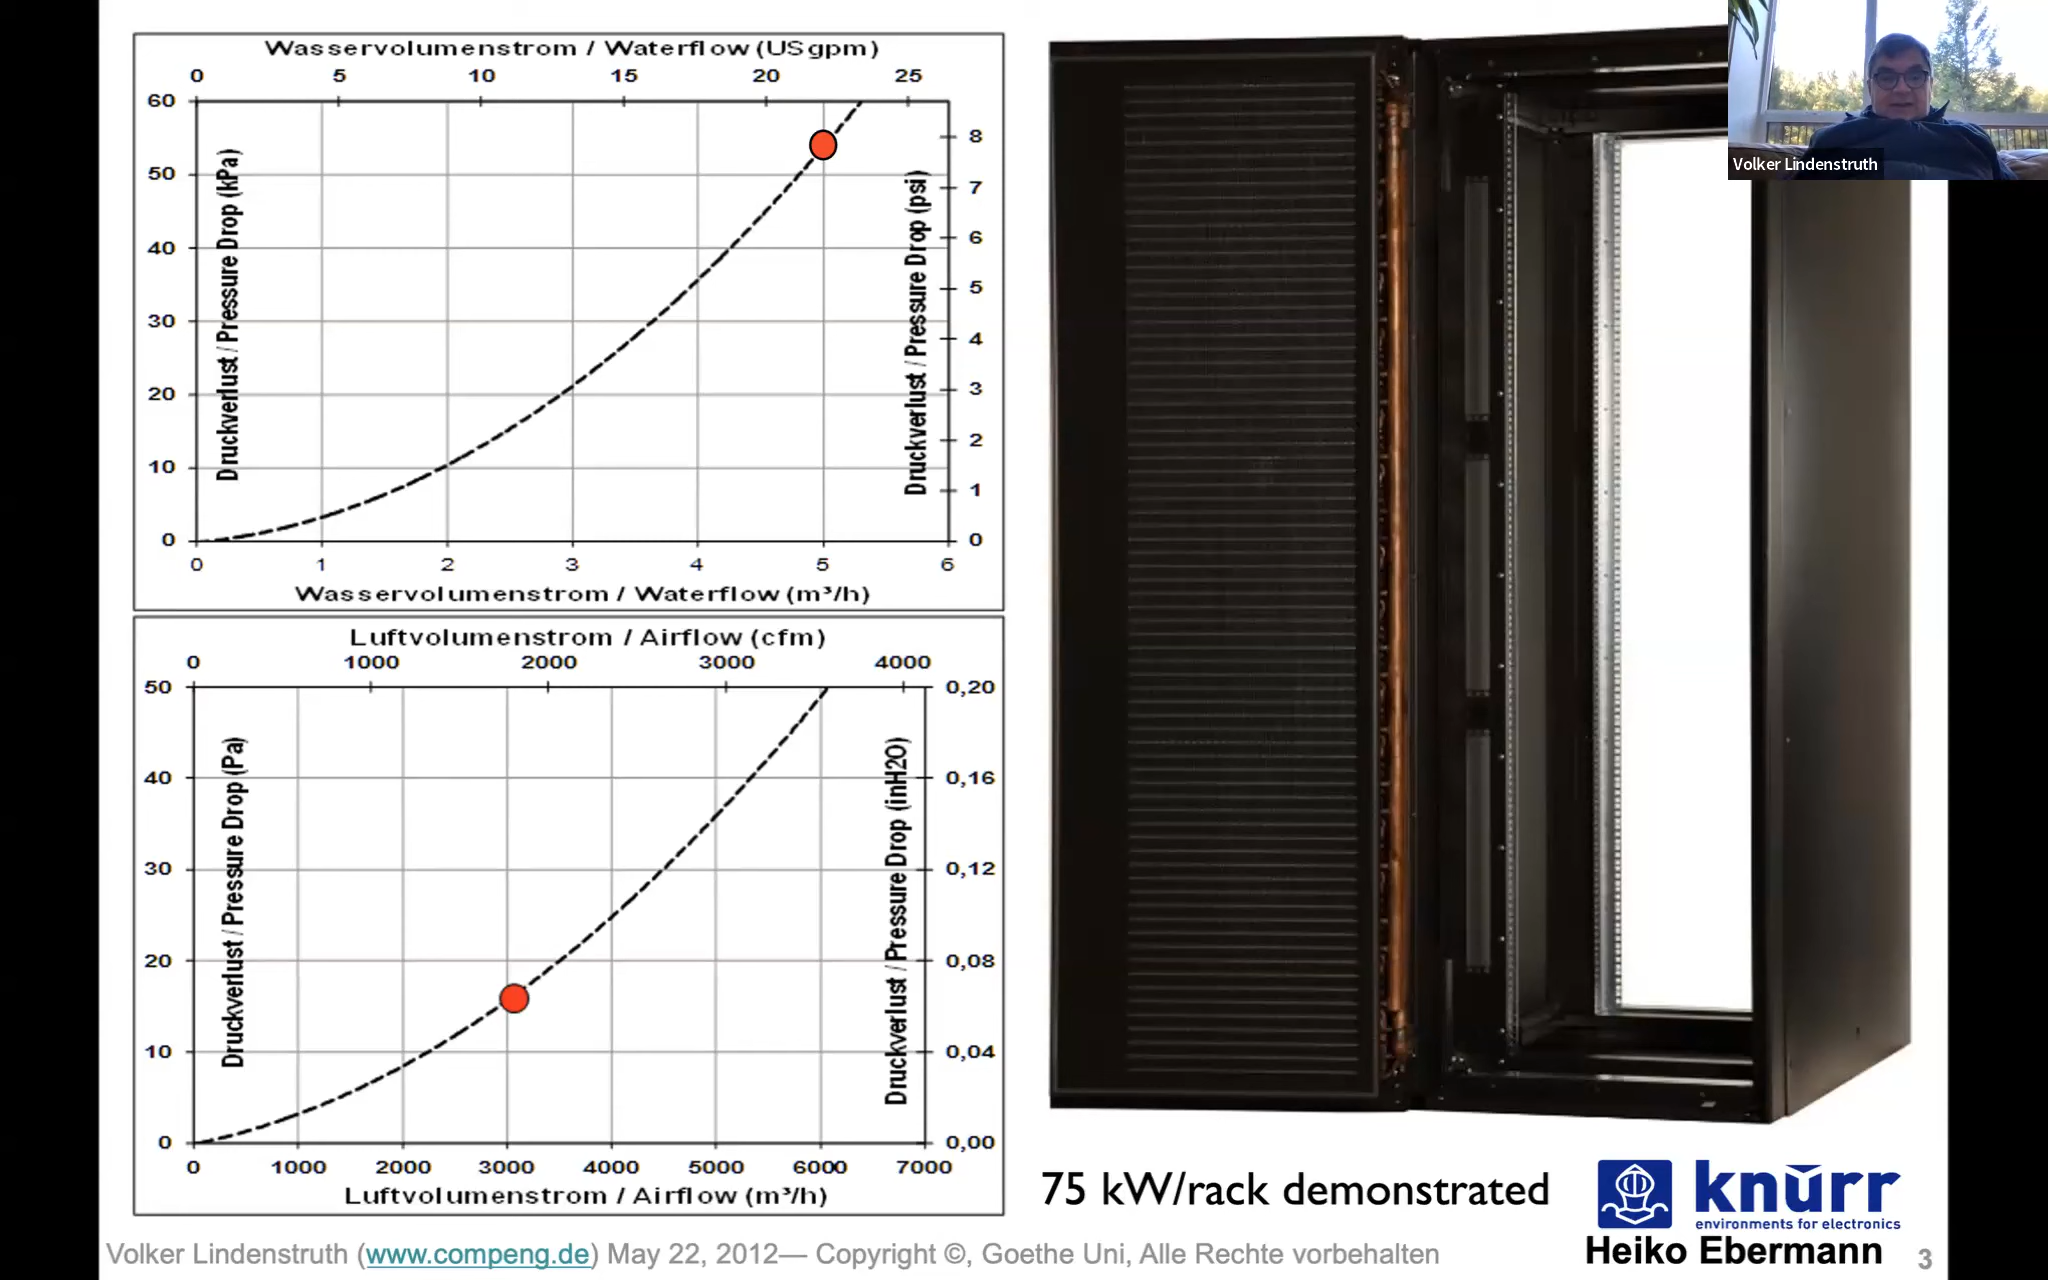 Wasservolumenstrom / Waterflow (USgpm)
0 5 10 15 20 25
60
50
40
30
20
10
0
Druckverlust / Pressure Drop (kPa)
Druckverlust / Pressure Drop (psi)
8
7
6
5
4
3
2
1
0
0 1 2 3 4 5 6
Wasservolumenstrom / Waterflow (m³/h)
Luftvolumenstrom / Airflow (cfm)
0 1000 2000 3000 4000
50
40
30
20
10
0
Druckverlust / Pressure Drop (Pa)
Druckverlust / Pressure Drop (inH2O)
0,20
0,16
0,12
0,08
0,04
0,00
0 1000 2000 3000 4000 5000 6000 7000
Luftvolumenstrom / Airflow (m³/h)
Volker Lindenstruth
75 kW/rack demonstrated
knürr
environments for electronics
Heiko Ebermann
Volker Lindenstruth (www.compeng.de) May 22, 2012— Copyright ©, Goethe Uni, Alle Rechte vorbehalten
3